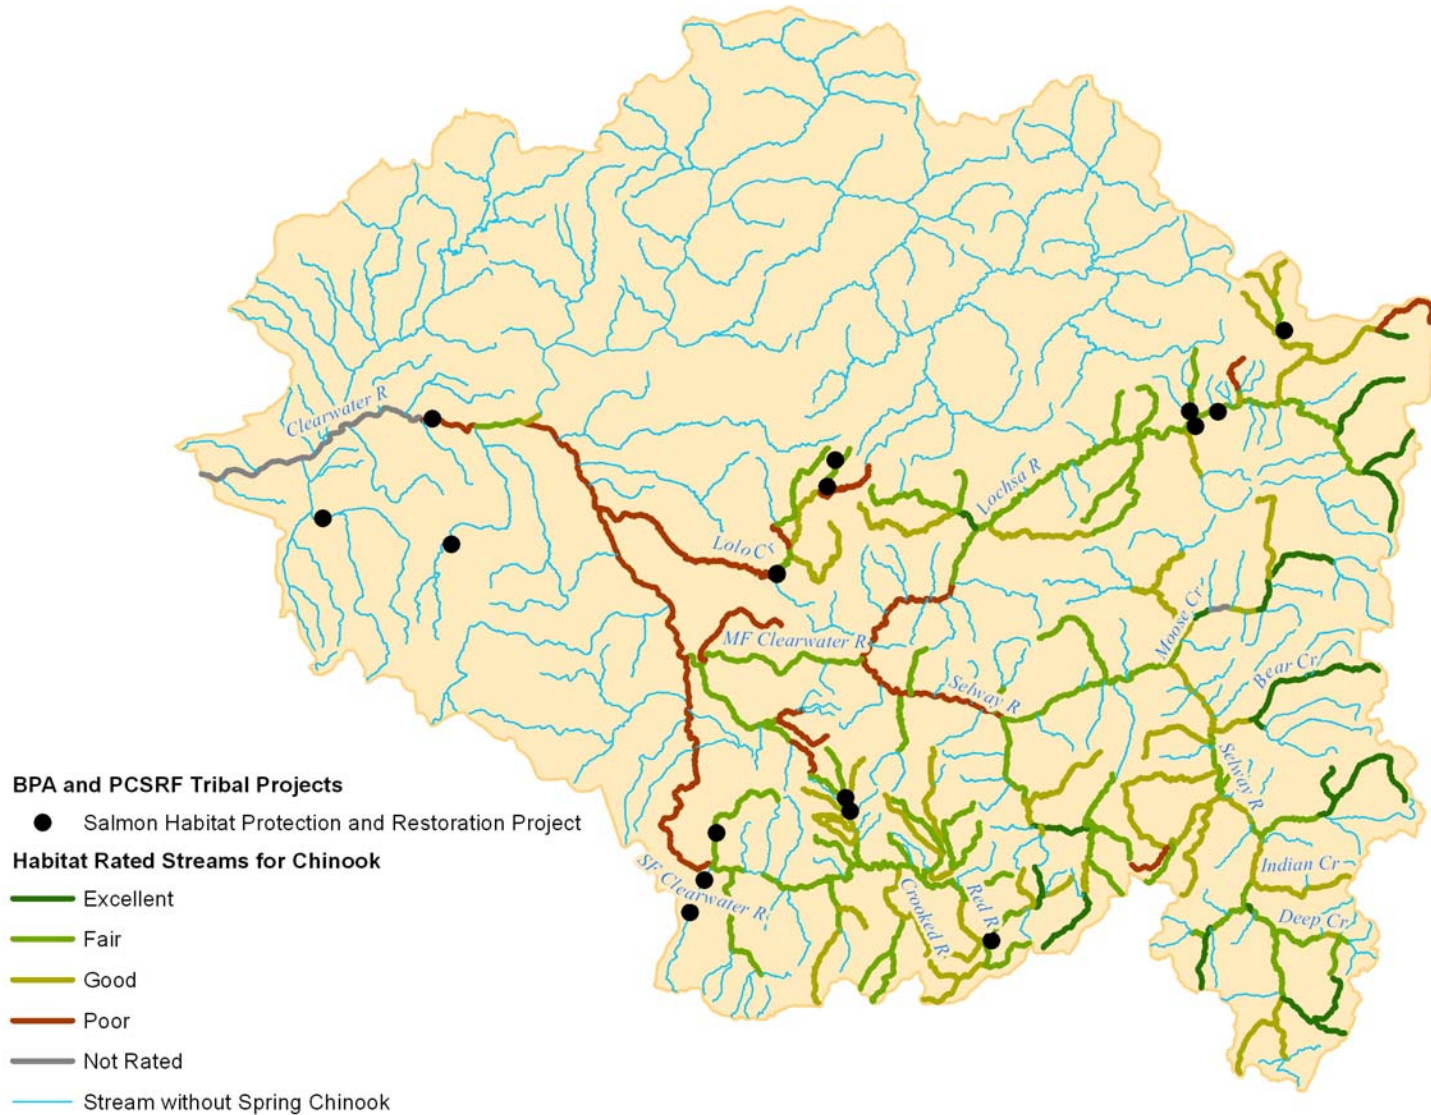 Clearwater R
Lochsa R
Lolo Cr
MF Clearwater R
Moose Cr
Selway R
Bear Cr
Selway R
BPA and PCSRF Tribal Projects
Salmon Habitat Protection and Restoration Project
Habitat Rated Streams for Chinook
SF Clearwater R
Crooked R
Red R
Indian Cr
Deep Cr
Excellent
Fair
Good
Poor
Not Rated
Stream without Spring Chinook